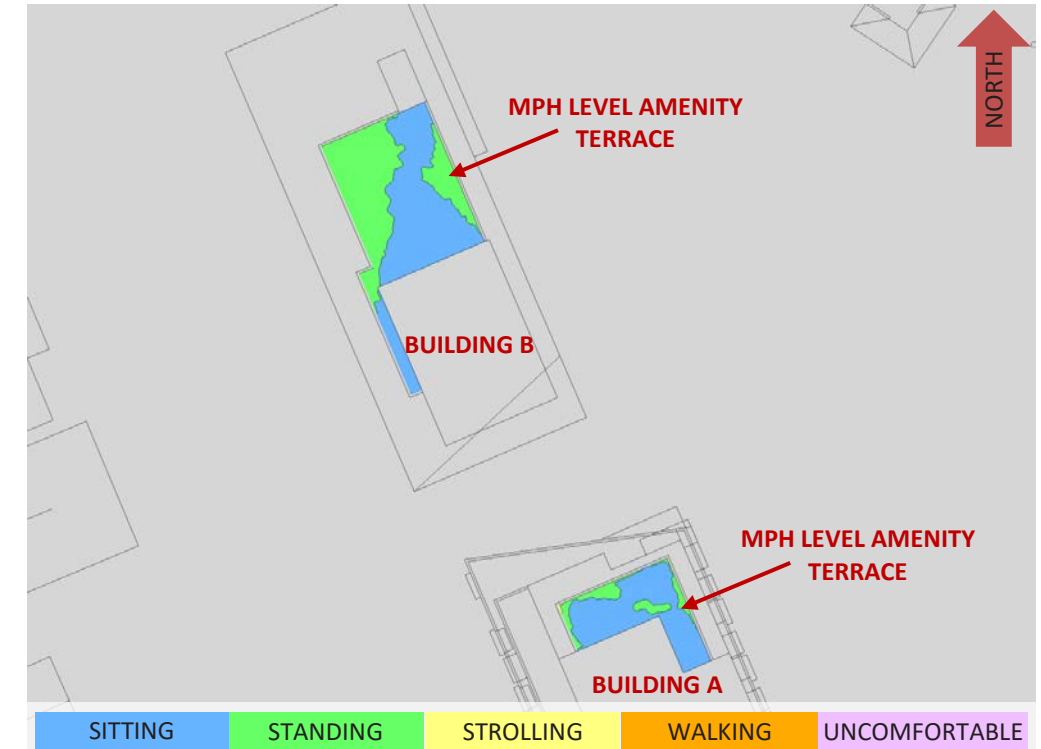 NORTH
MPH LEVEL AMENITY
TERRACE
BUILDING B
MPH LEVEL AMENITY
TERRACE
BUILDING A
SITTING
STANDING
STROLLING
WALKING
UNCOMFORTABLE